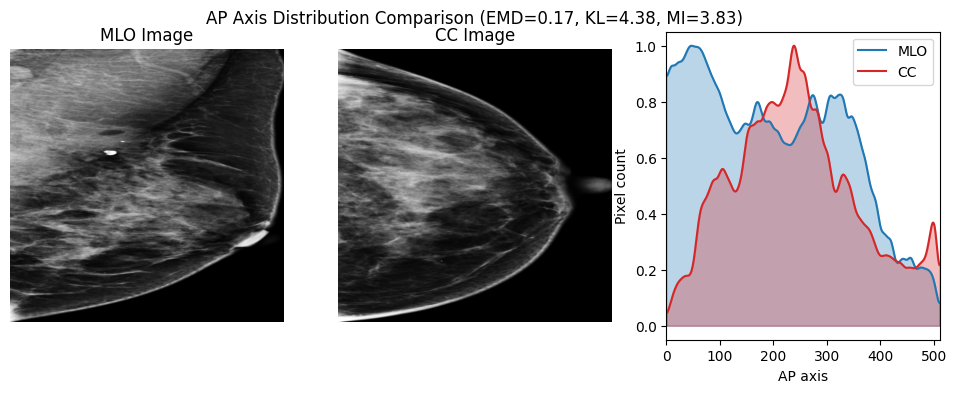 AP Axis Distribution Comparison (EMD=0.17, KL=4.38, MI=3.83)
MLO Image
CC Image
MLO
CC
Pixel count
1.0
0.8
0.6
0.4
0.2
0.0
0 100 200 300 400 500
AP axis